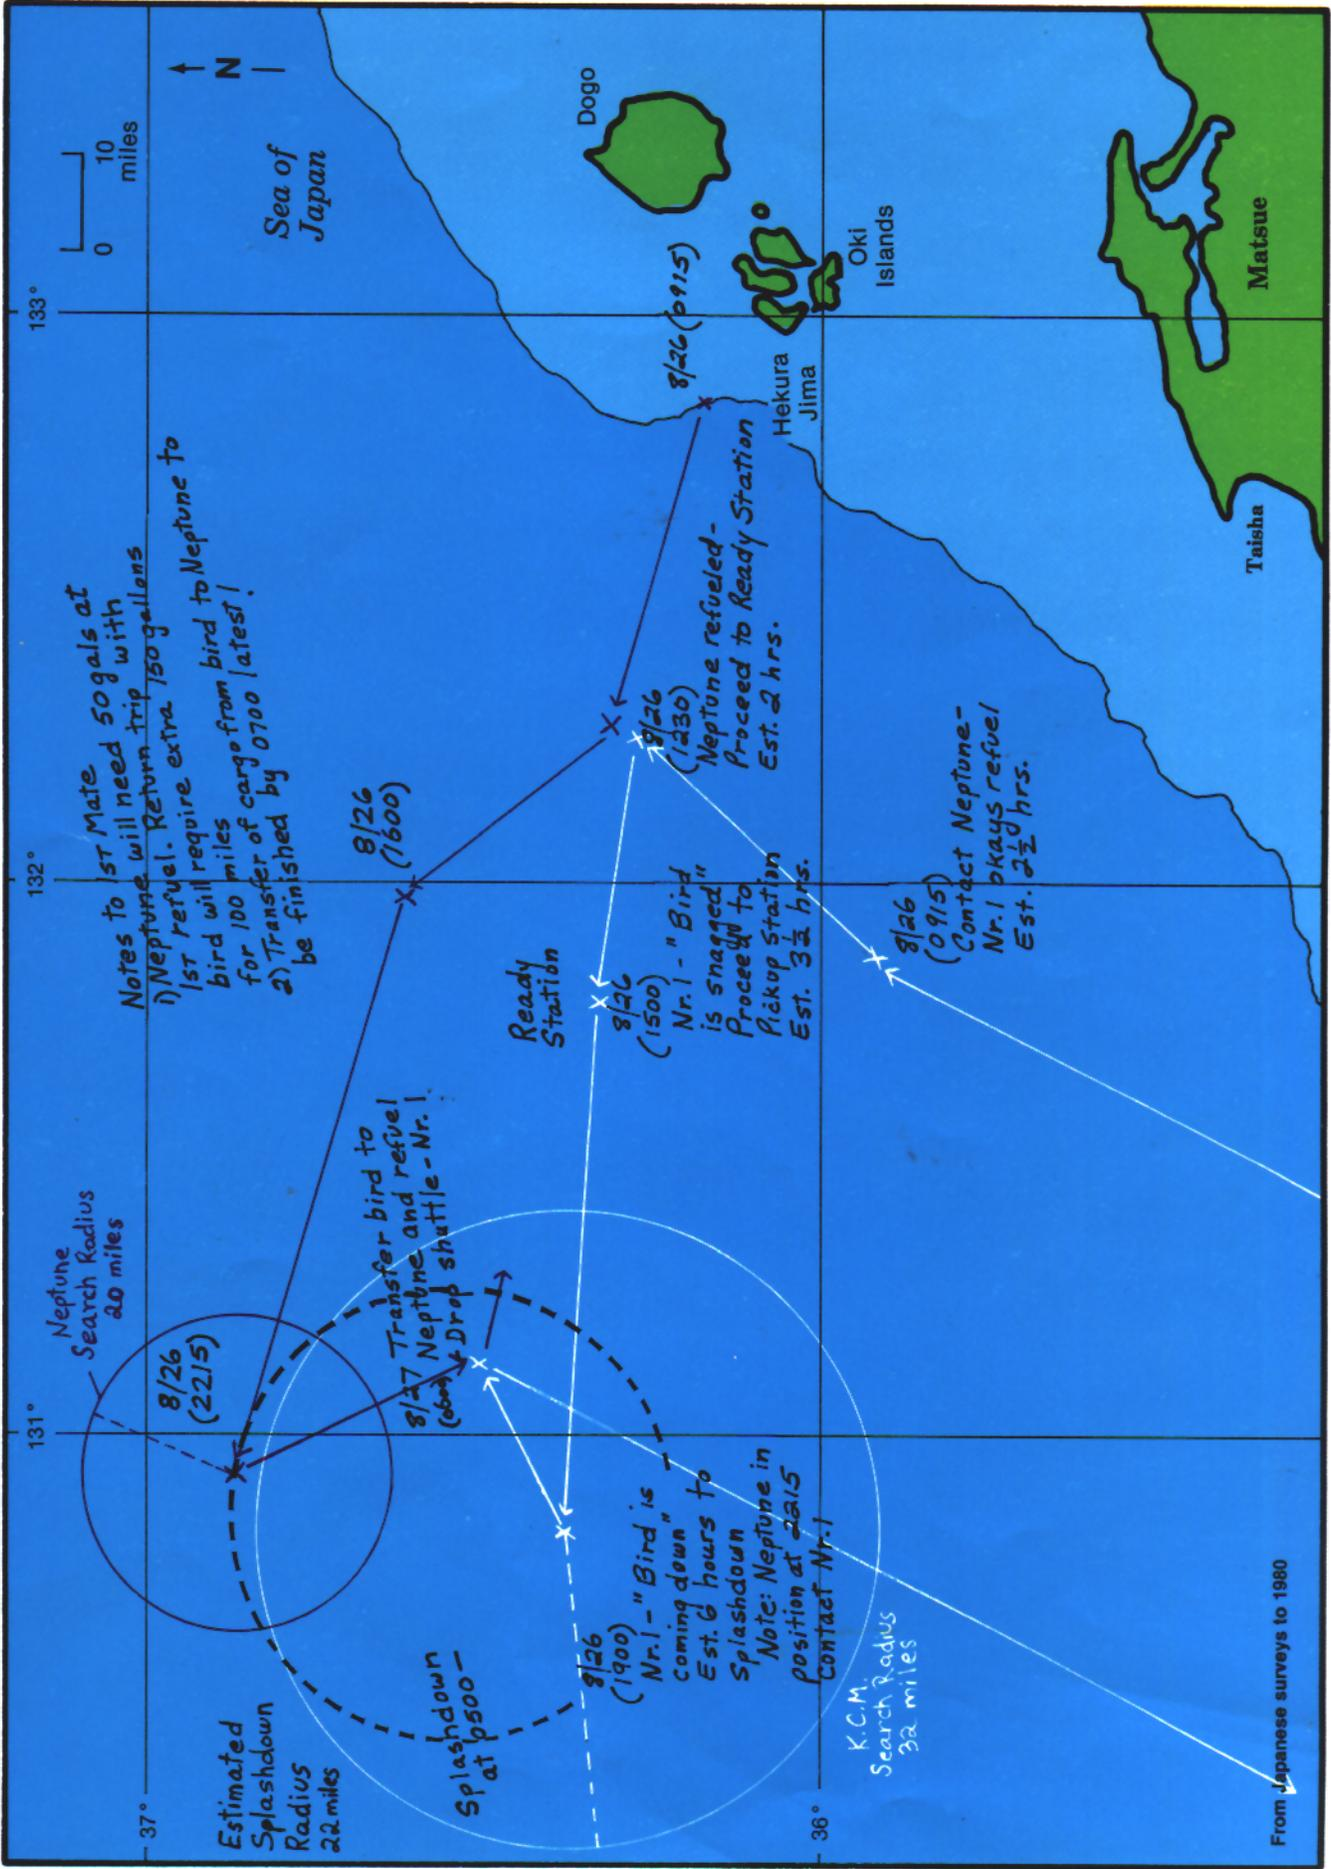 Estimated
Splashdown
Radius
22 miles
37°
Neptune
Search Radius
20 miles
8/26
(2215)
131°
Notes to 1st Mate
1) Neptune will need 50 gals at
1st refuel. Return trip with
bird will require extra 150 gallons
for 100 miles
2) Transfer of cargo from bird to Neptune to
be finished by 0700 latest!
132°
133°
0 10
miles
N
Sea of
Japan
Splashdown
at 0500-
8/27 Transfer bird to
(0600) Neptune and refuel
Drop shuttle - Nr. 1
8/26
(1600)
Ready
Station
8/26
(1500)
Nr. 1 - "Bird
is snagged"
Proceed to
Pickup Station
Est. 3½ hrs.
8/26
(1230)
Neptune refueled-
Proceed to Ready Station
Est. 2 hrs.
8/26 (0915)
Dogo
Hekura
Jima
Oki
Islands
8/26
(1900)
Nr. 1 - "Bird is
coming down"
Est. 6 hours to
Splashdown
Note: Neptune in
position at 2215
Contact Nr. 1
36°
K.C.M.
Search Radius
32 miles
8/26
(0915)
Contact Neptune-
Nr. 1 okays refuel
Est. 2½ hrs.
Taisha
Matsue
From Japanese surveys to 1980